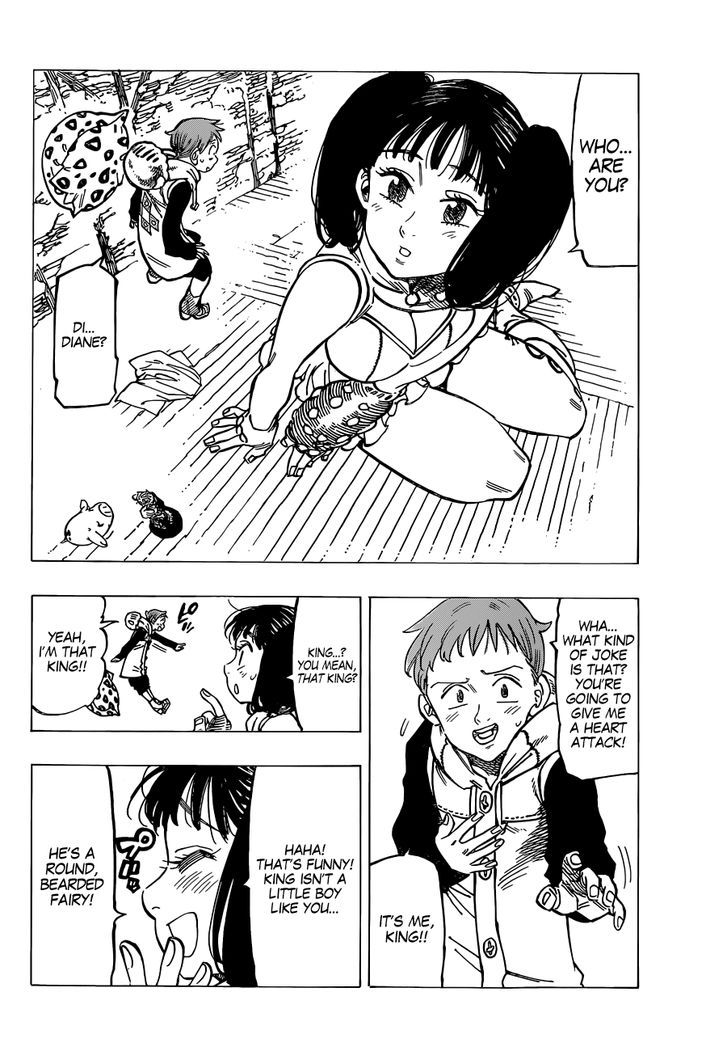 WHO...
ARE
YOU?
DI...
DIANE?
WHA...
WHAT KIND
OF JOKE
IS THAT?
YOU'RE
GOING TO
GIVE ME
A HEART
ATTACK!
IT'S ME,
KING!!
KING...?
YOU MEAN,
THAT KING?
YEAH,
I'M THAT
KING!!
HAHA!
THAT'S FUNNY!
KING ISN'T A
LITTLE BOY
LIKE YOU...
HE'S A
ROUND,
BEARDED
FAIRY!